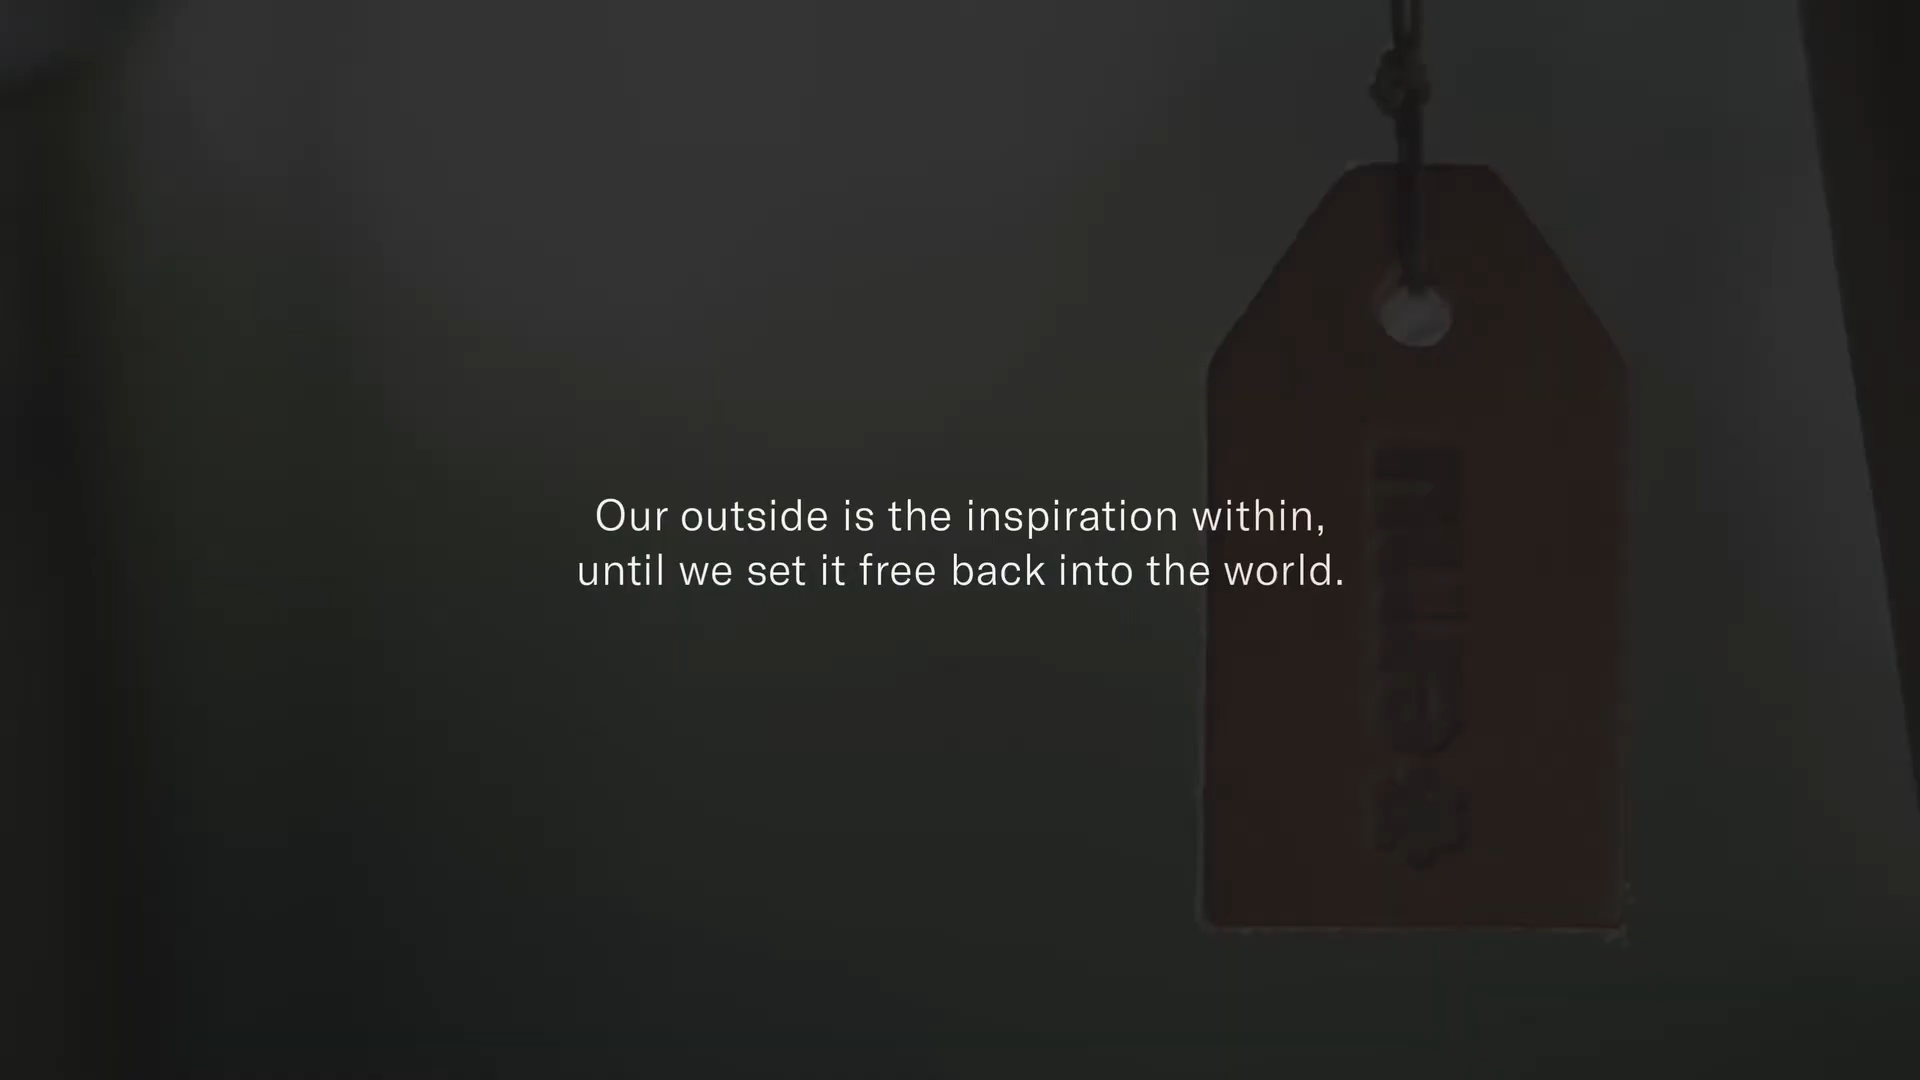 Our outside is the inspiration within,
until we set it free back into the world.